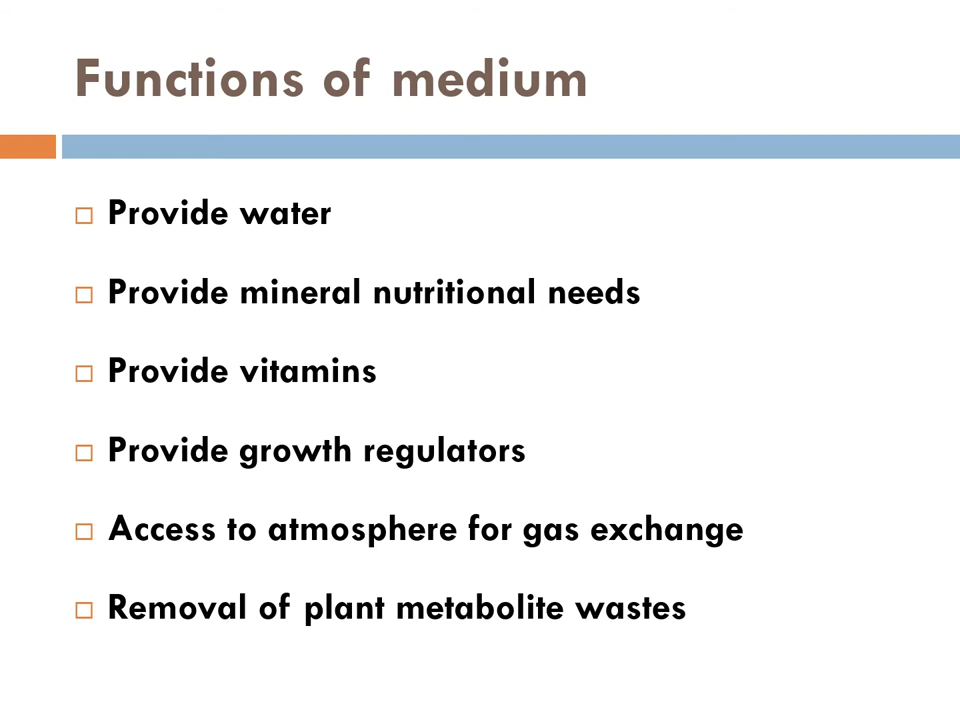 Functions of medium
Provide water
Provide mineral nutritional needs
Provide vitamins
Provide growth regulators
Access to atmosphere for gas exchange
Removal of plant metabolite wastes